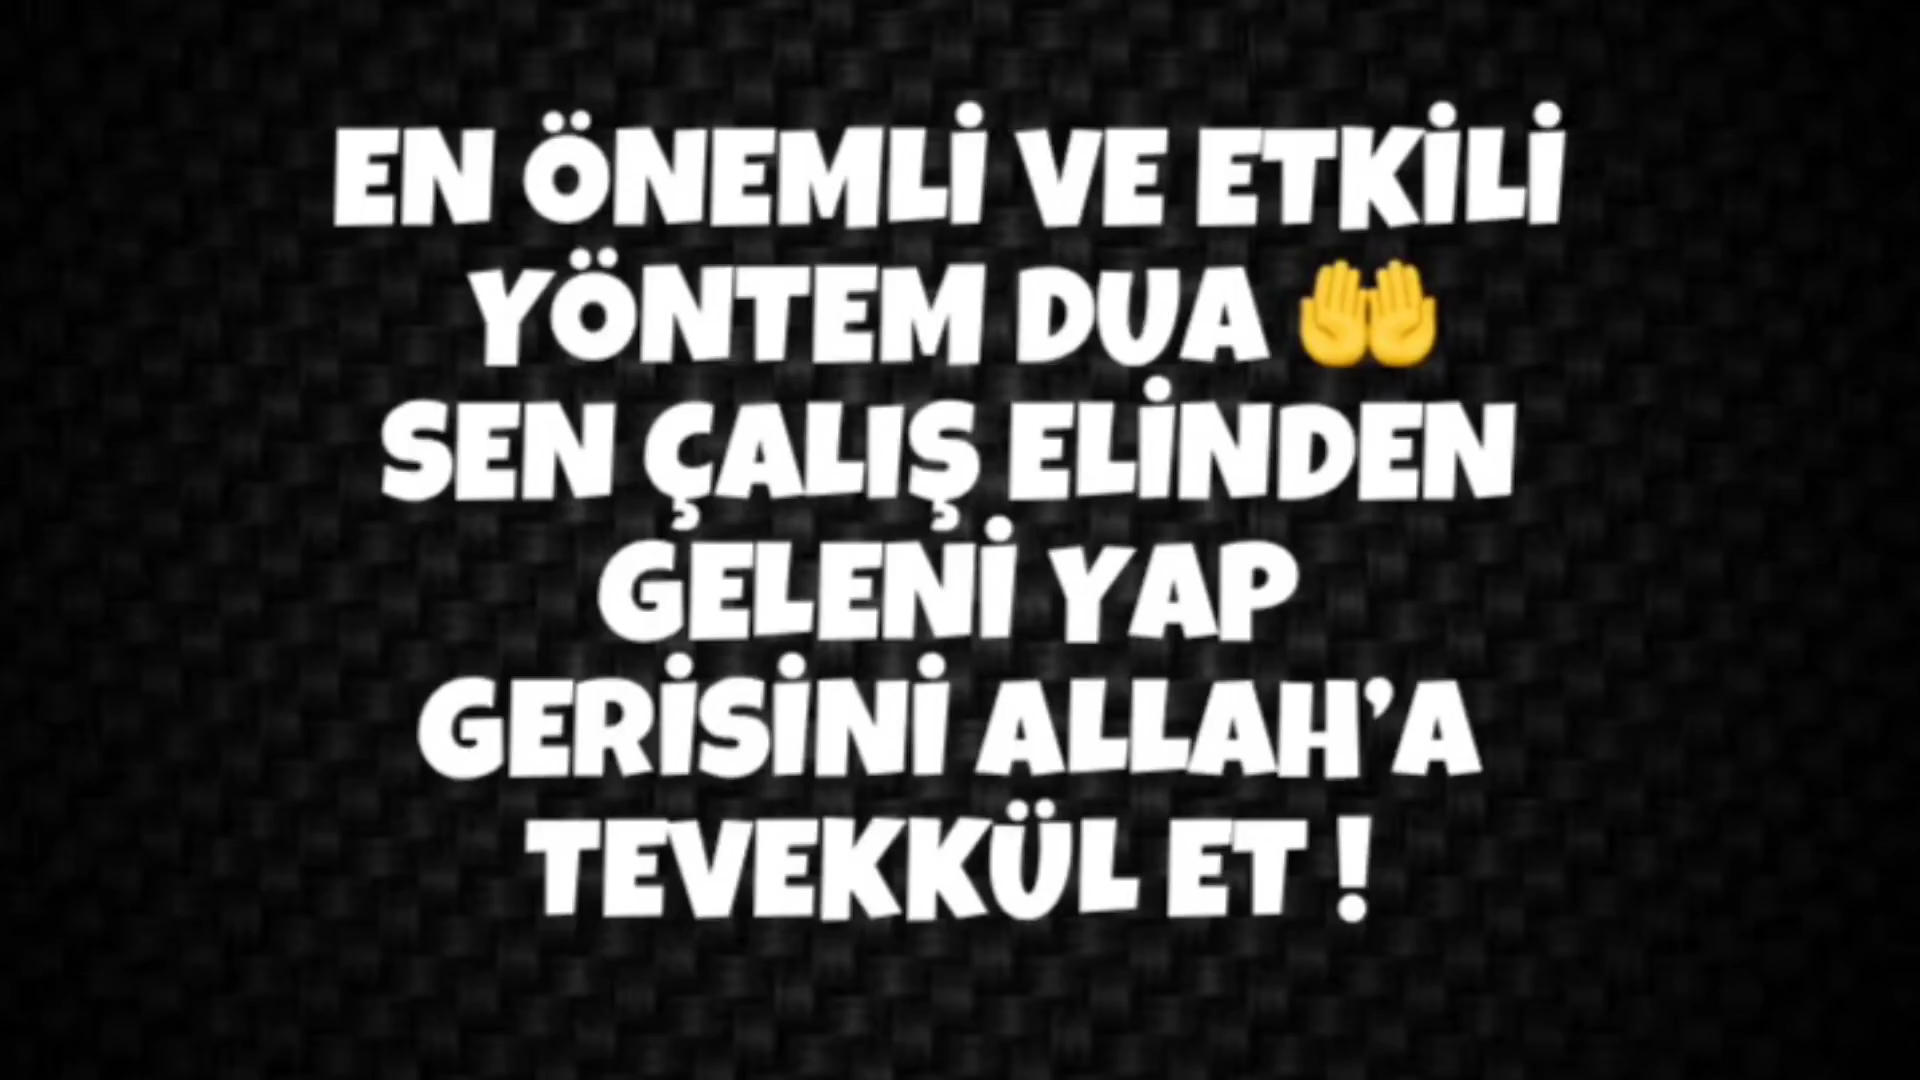 EN ÖNEMLİ VE ETKİLİ
YÖNTEM DUA 🤲
SEN ÇALIŞ ELİNDEN
GELENİ YAP
GERİSİNİ ALLAH’A
TEVEKKÜL ET !